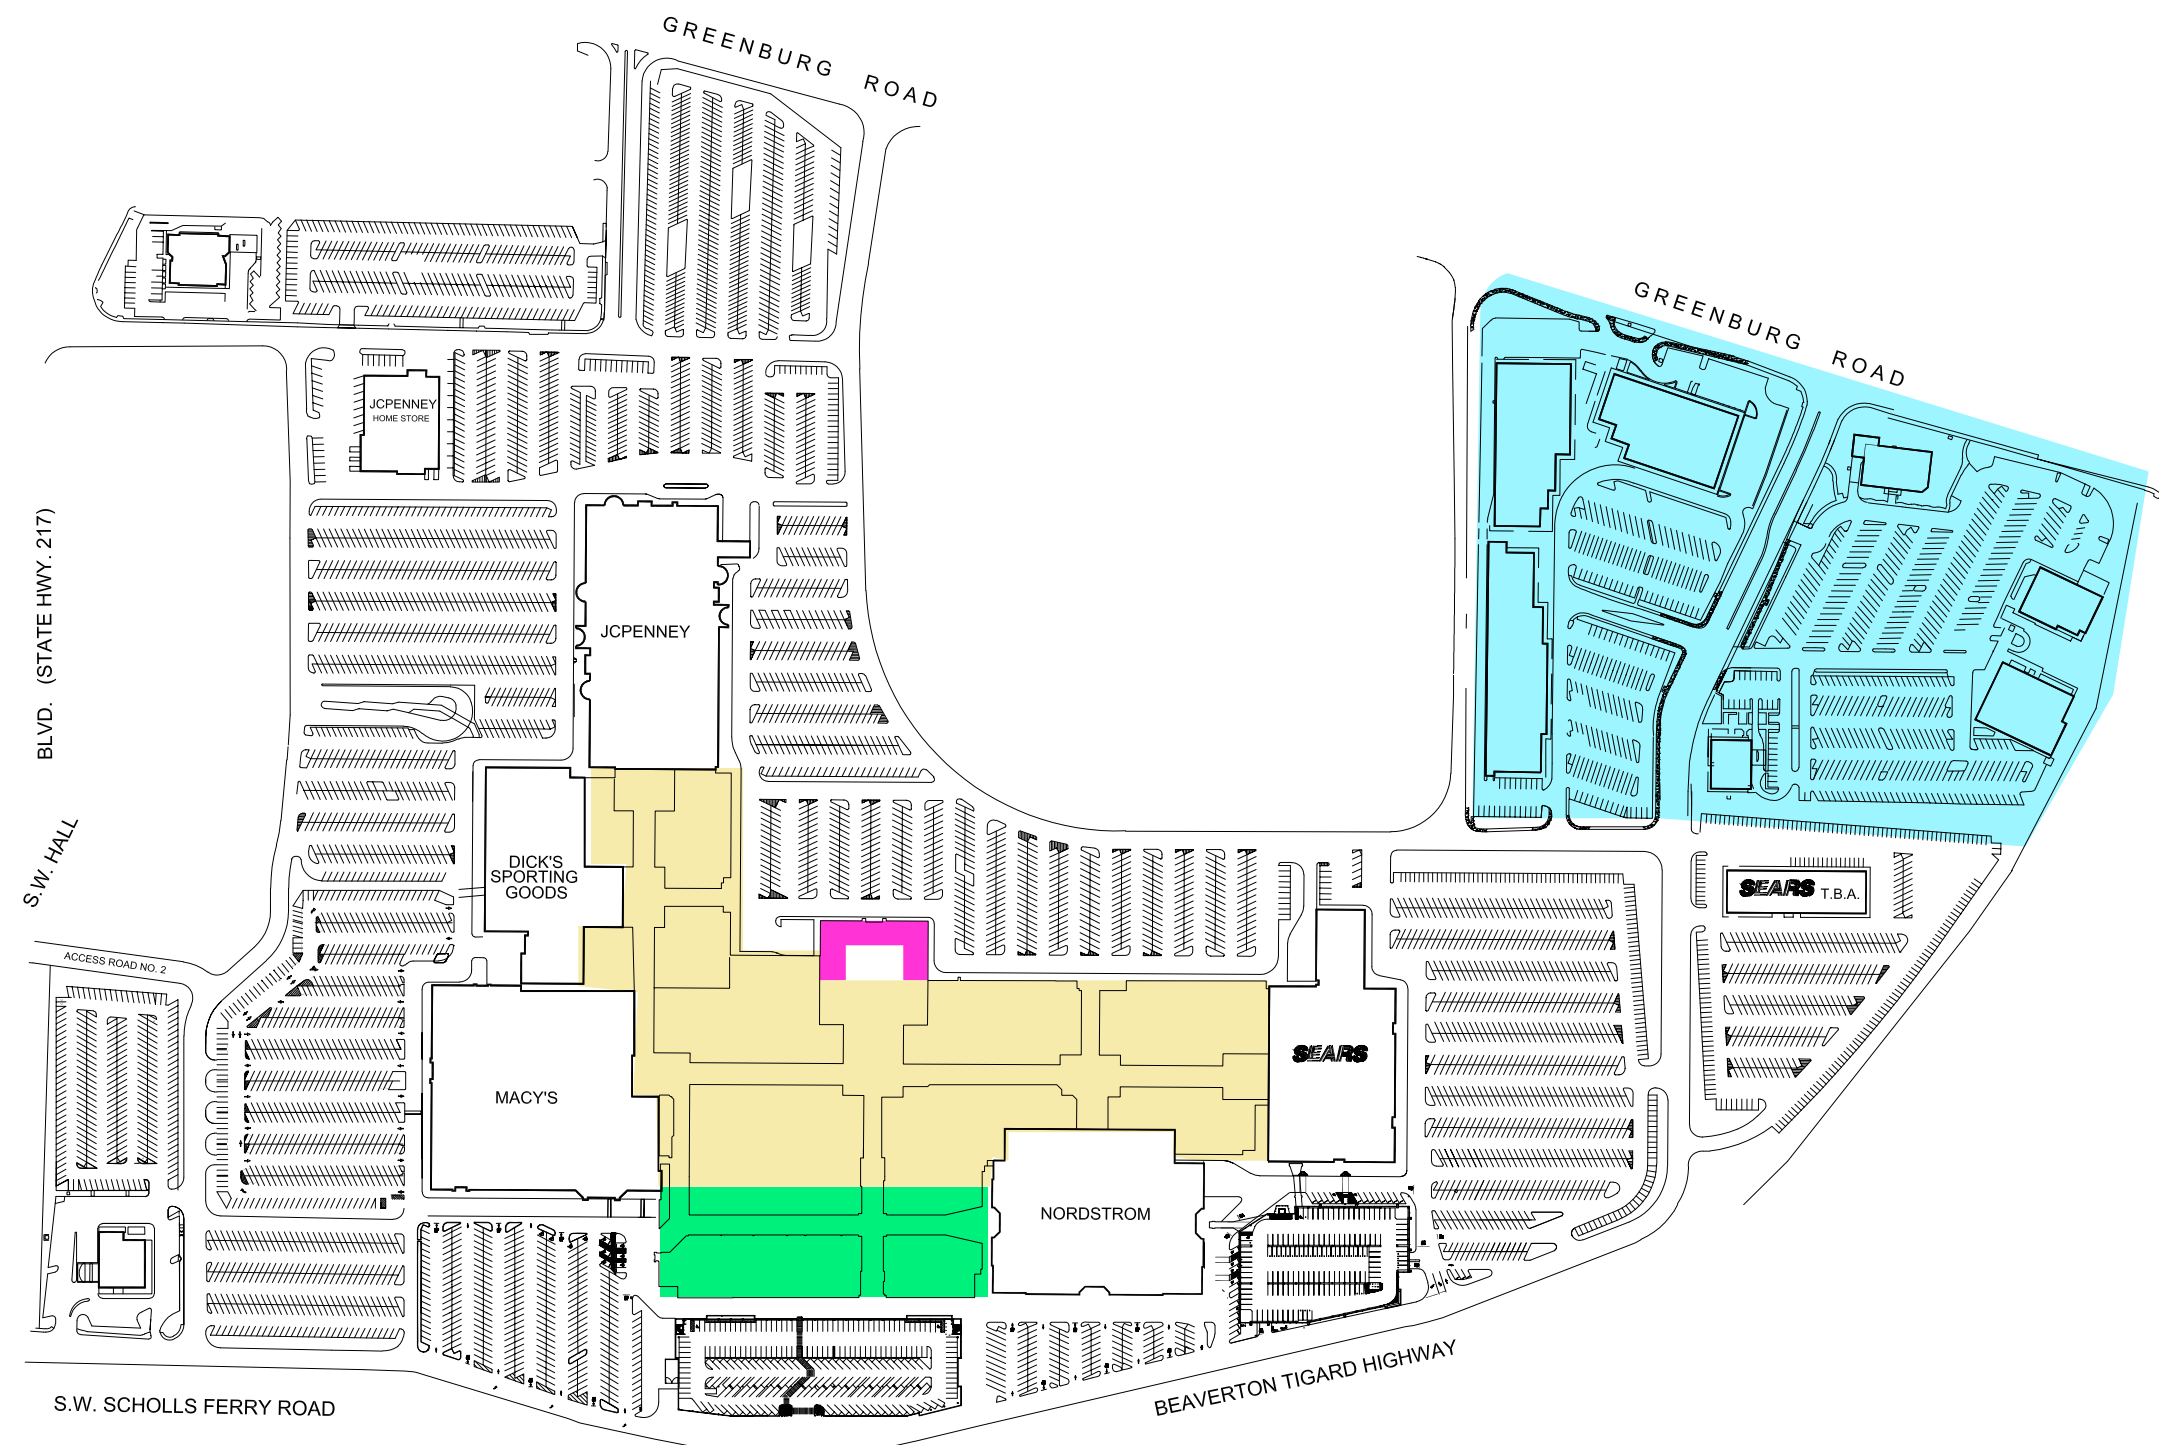 GREENBURG ROAD
GREENBURG ROAD
JCPENNEY
HOME STORE
BLVD. (STATE HWY. 217)
JCPENNEY
S.W. HALL
DICK'S
SPORTING
GOODS
SEARS T.B.A.
ACCESS ROAD NO. 2
SEARS
MACY'S
NORDSTROM
BEAVERTON TIGARD HIGHWAY
S.W. SCHOLLS FERRY ROAD